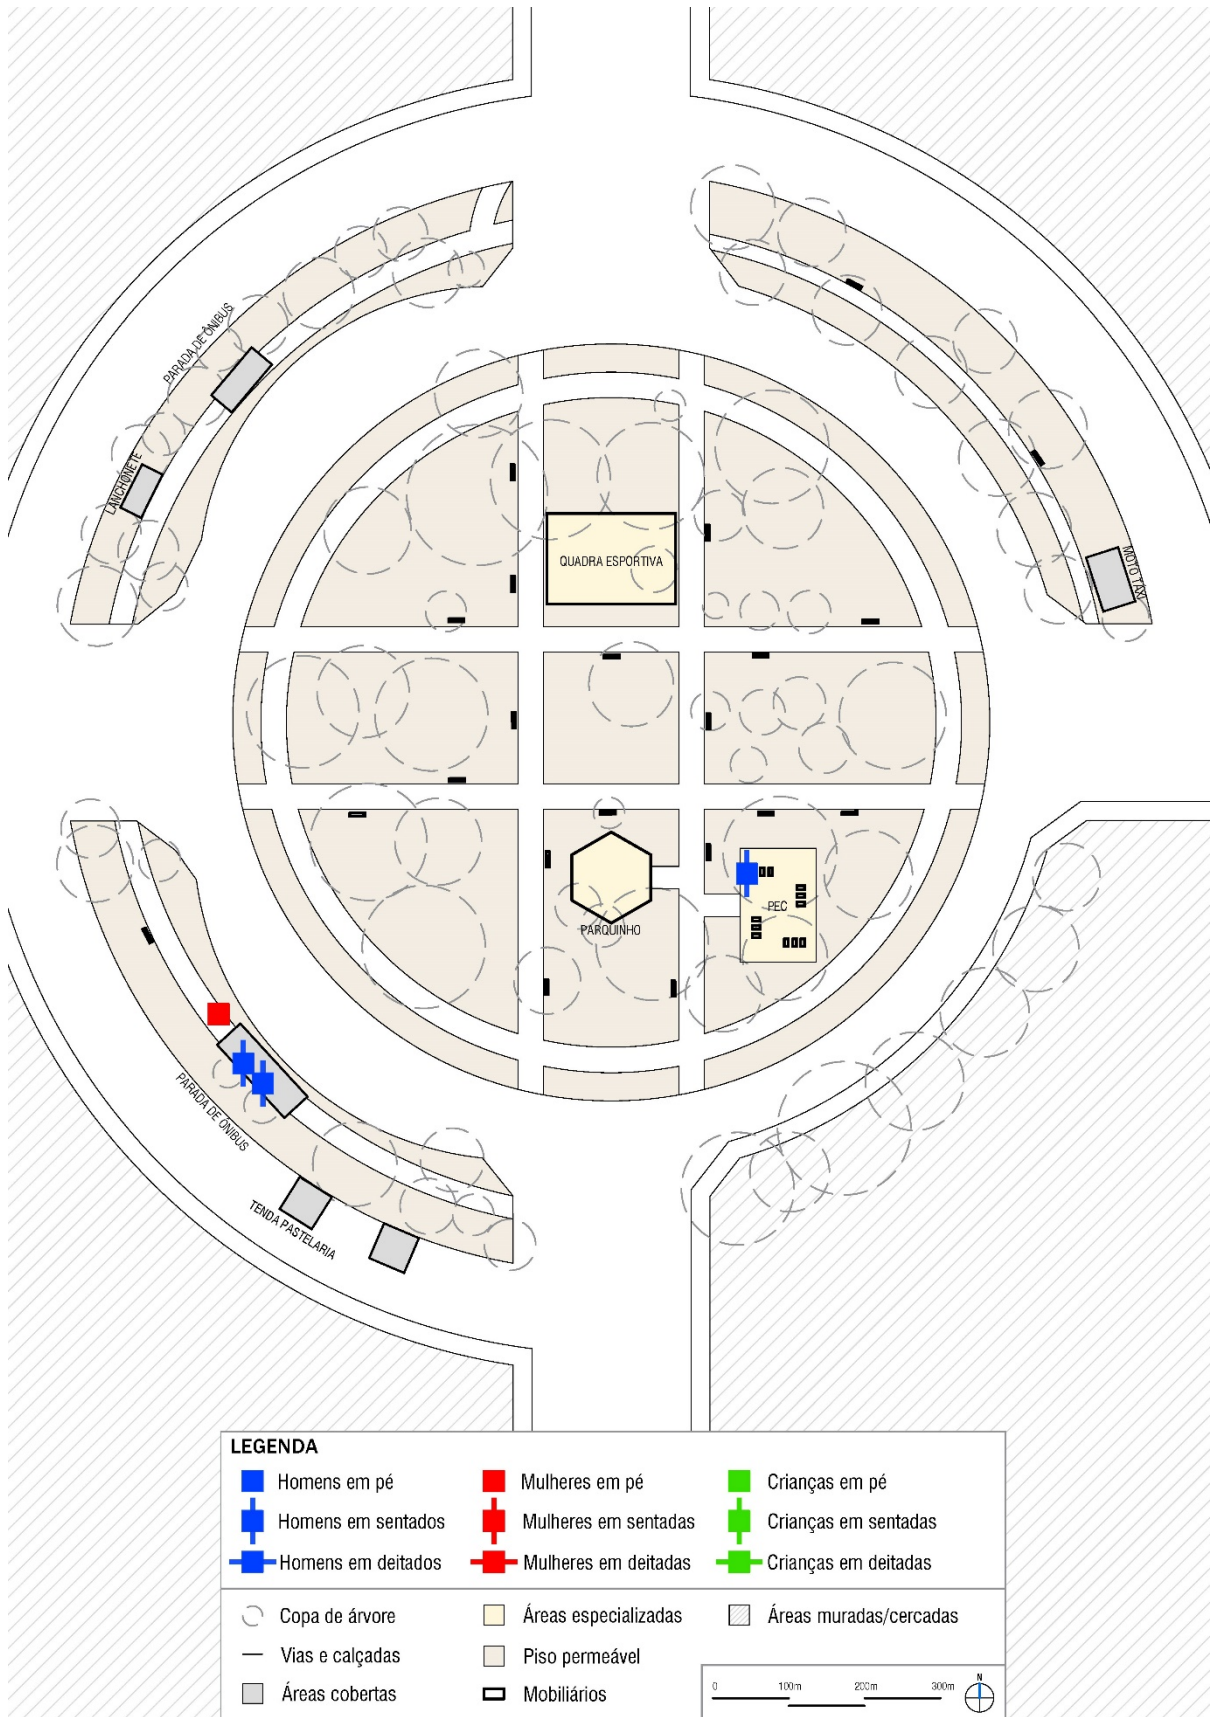 PARADA DE ÔNIBUS
LANCHONETE
QUADRA ESPORTIVA
MOTO TÁXI
PEC
PARQUINHO
PARADA DE ÔNIBUS
TENDA PASTELARIA
LEGENDA
Homens em pé
Mulheres em pé
Crianças em pé
Homens em sentados
Mulheres em sentadas
Crianças em sentadas
Homens em deitados
Mulheres em deitadas
Crianças em deitadas
Copa de árvore
Áreas especializadas
Áreas muradas/cercadas
Vias e calçadas
Piso permeável
Áreas cobertas
Mobiliários
0 100m 200m 300m
N